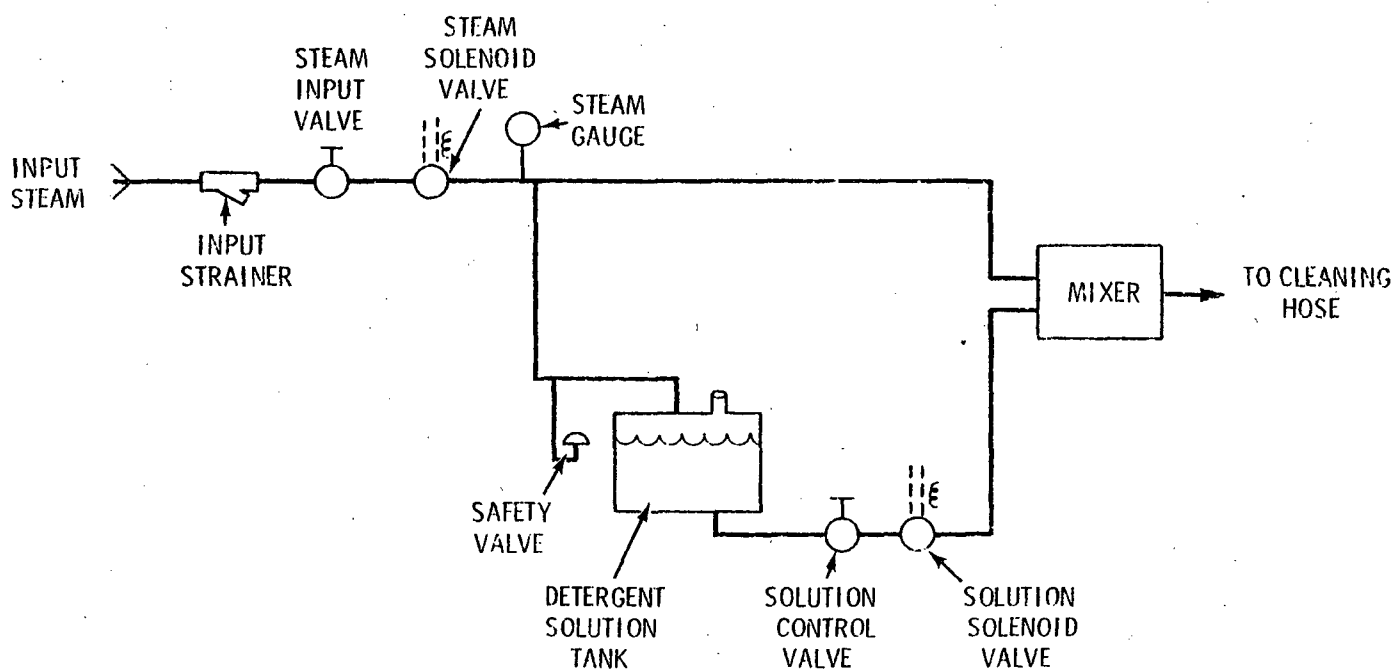 STEAM
SOLENOID
VALVE
STEAM
INPUT
VALVE
STEAM
GAUGE
INPUT
STEAM
INPUT
STRAINER
MIXER
TO CLEANING
HOSE
SAFETY
VALVE
DETERGENT
SOLUTION
TANK
SOLUTION
CONTROL
VALVE
SOLUTION
SOLENOID
VALVE